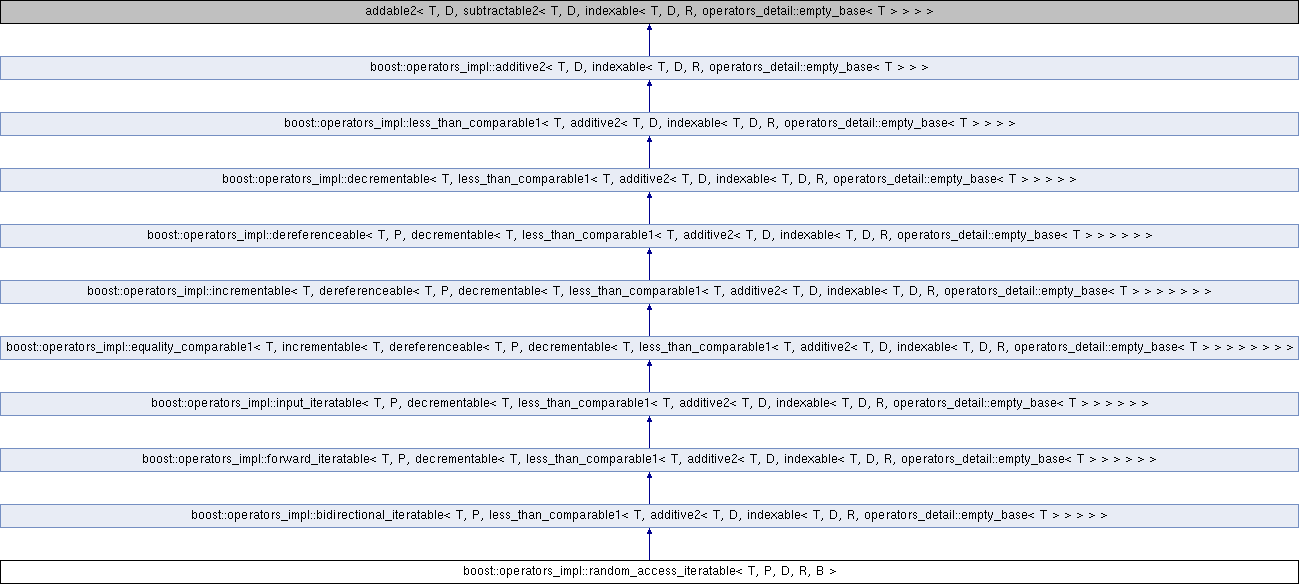 addable2< T, D, subtractable2< T, D, indexable< T, D, R, operators_detail::empty_base< T > > > >
boost::operators_impl::additive2< T, D, indexable< T, D, R, operators_detail::empty_base< T > > >
boost::operators_impl::less_than_comparable1< T, additive2< T, D, indexable< T, D, R, operators_detail::empty_base< T > > > >
boost::operators_impl::decrementable< T, less_than_comparable1< T, additive2< T, D, indexable< T, D, R, operators_detail::empty_base< T > > > > >
boost::operators_impl::dereferenceable< T, P, decrementable< T, less_than_comparable1< T, additive2< T, D, indexable< T, D, R, operators_detail::empty_base< T > > > > > >
boost::operators_impl::incrementable< T, dereferenceable< T, P, decrementable< T, less_than_comparable1< T, additive2< T, D, indexable< T, D, R, operators_detail::empty_base< T > > > > > > >
boost::operators_impl::equality_comparable1< T, incrementable< T, dereferenceable< T, P, decrementable< T, less_than_comparable1< T, additive2< T, D, indexable< T, D, R, operators_detail::empty_base< T > > > > > > > >
boost::operators_impl::input_iteratable< T, P, decrementable< T, less_than_comparable1< T, additive2< T, D, indexable< T, D, R, operators_detail::empty_base< T > > > > > >
boost::operators_impl::forward_iteratable< T, P, decrementable< T, less_than_comparable1< T, additive2< T, D, indexable< T, D, R, operators_detail::empty_base< T > > > > > >
boost::operators_impl::bidirectional_iteratable< T, P, less_than_comparable1< T, additive2< T, D, indexable< T, D, R, operators_detail::empty_base< T > > > > >
boost::operators_impl::random_access_iteratable< T, P, D, R, B >